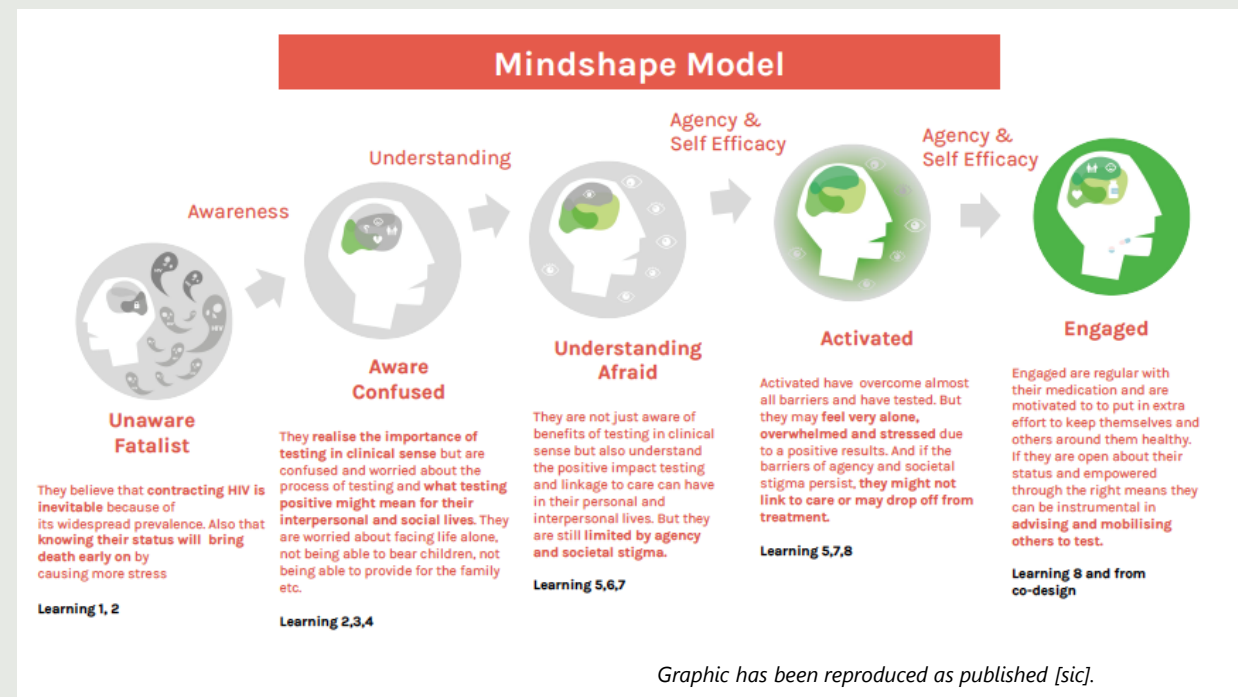 Mindshape Model
Awareness
Understanding
Agency &
Self Efficacy
Agency &
Self Efficacy
HIV
Unaware
Fatalist
They believe that contracting HIV is
inevitable because of
its widespread prevalence. Also that
knowing their status will bring
death early on by
causing more stress
Learning 1, 2
Aware
Confused
They realise the importance of
testing in clinical sense but are
confused and worried about the
process of testing and what testing
positive might mean for their
interpersonal and social lives. They
are worried about facing life alone,
not being able to bear children, not
being able to provide for the family
etc.
Learning 2,3,4
Understanding
Afraid
They are not just aware of
benefits of testing in clinical
sense but also understand
the positive impact testing
and linkage to care can have
in their personal and
interpersonal lives. But they
are still limited by agency
and societal stigma.
Learning 5,6,7
Activated
Activated have overcome almost
all barriers and have tested. But
they may feel very alone,
overwhelmed and stressed due
to a positive results. And if the
barriers of agency and societal
stigma persist, they might not
link to care or may drop off from
treatment.
Learning 5,7,8
Engaged
Engaged are regular with
their medication and are
motivated to to put in extra
effort to keep themselves and
others around them healthy.
If they are open about their
status and empowered
through the right means they
can be instrumental in
advising and mobilising
others to test.
Learning 8 and from
co-design
Graphic has been reproduced as published [sic].